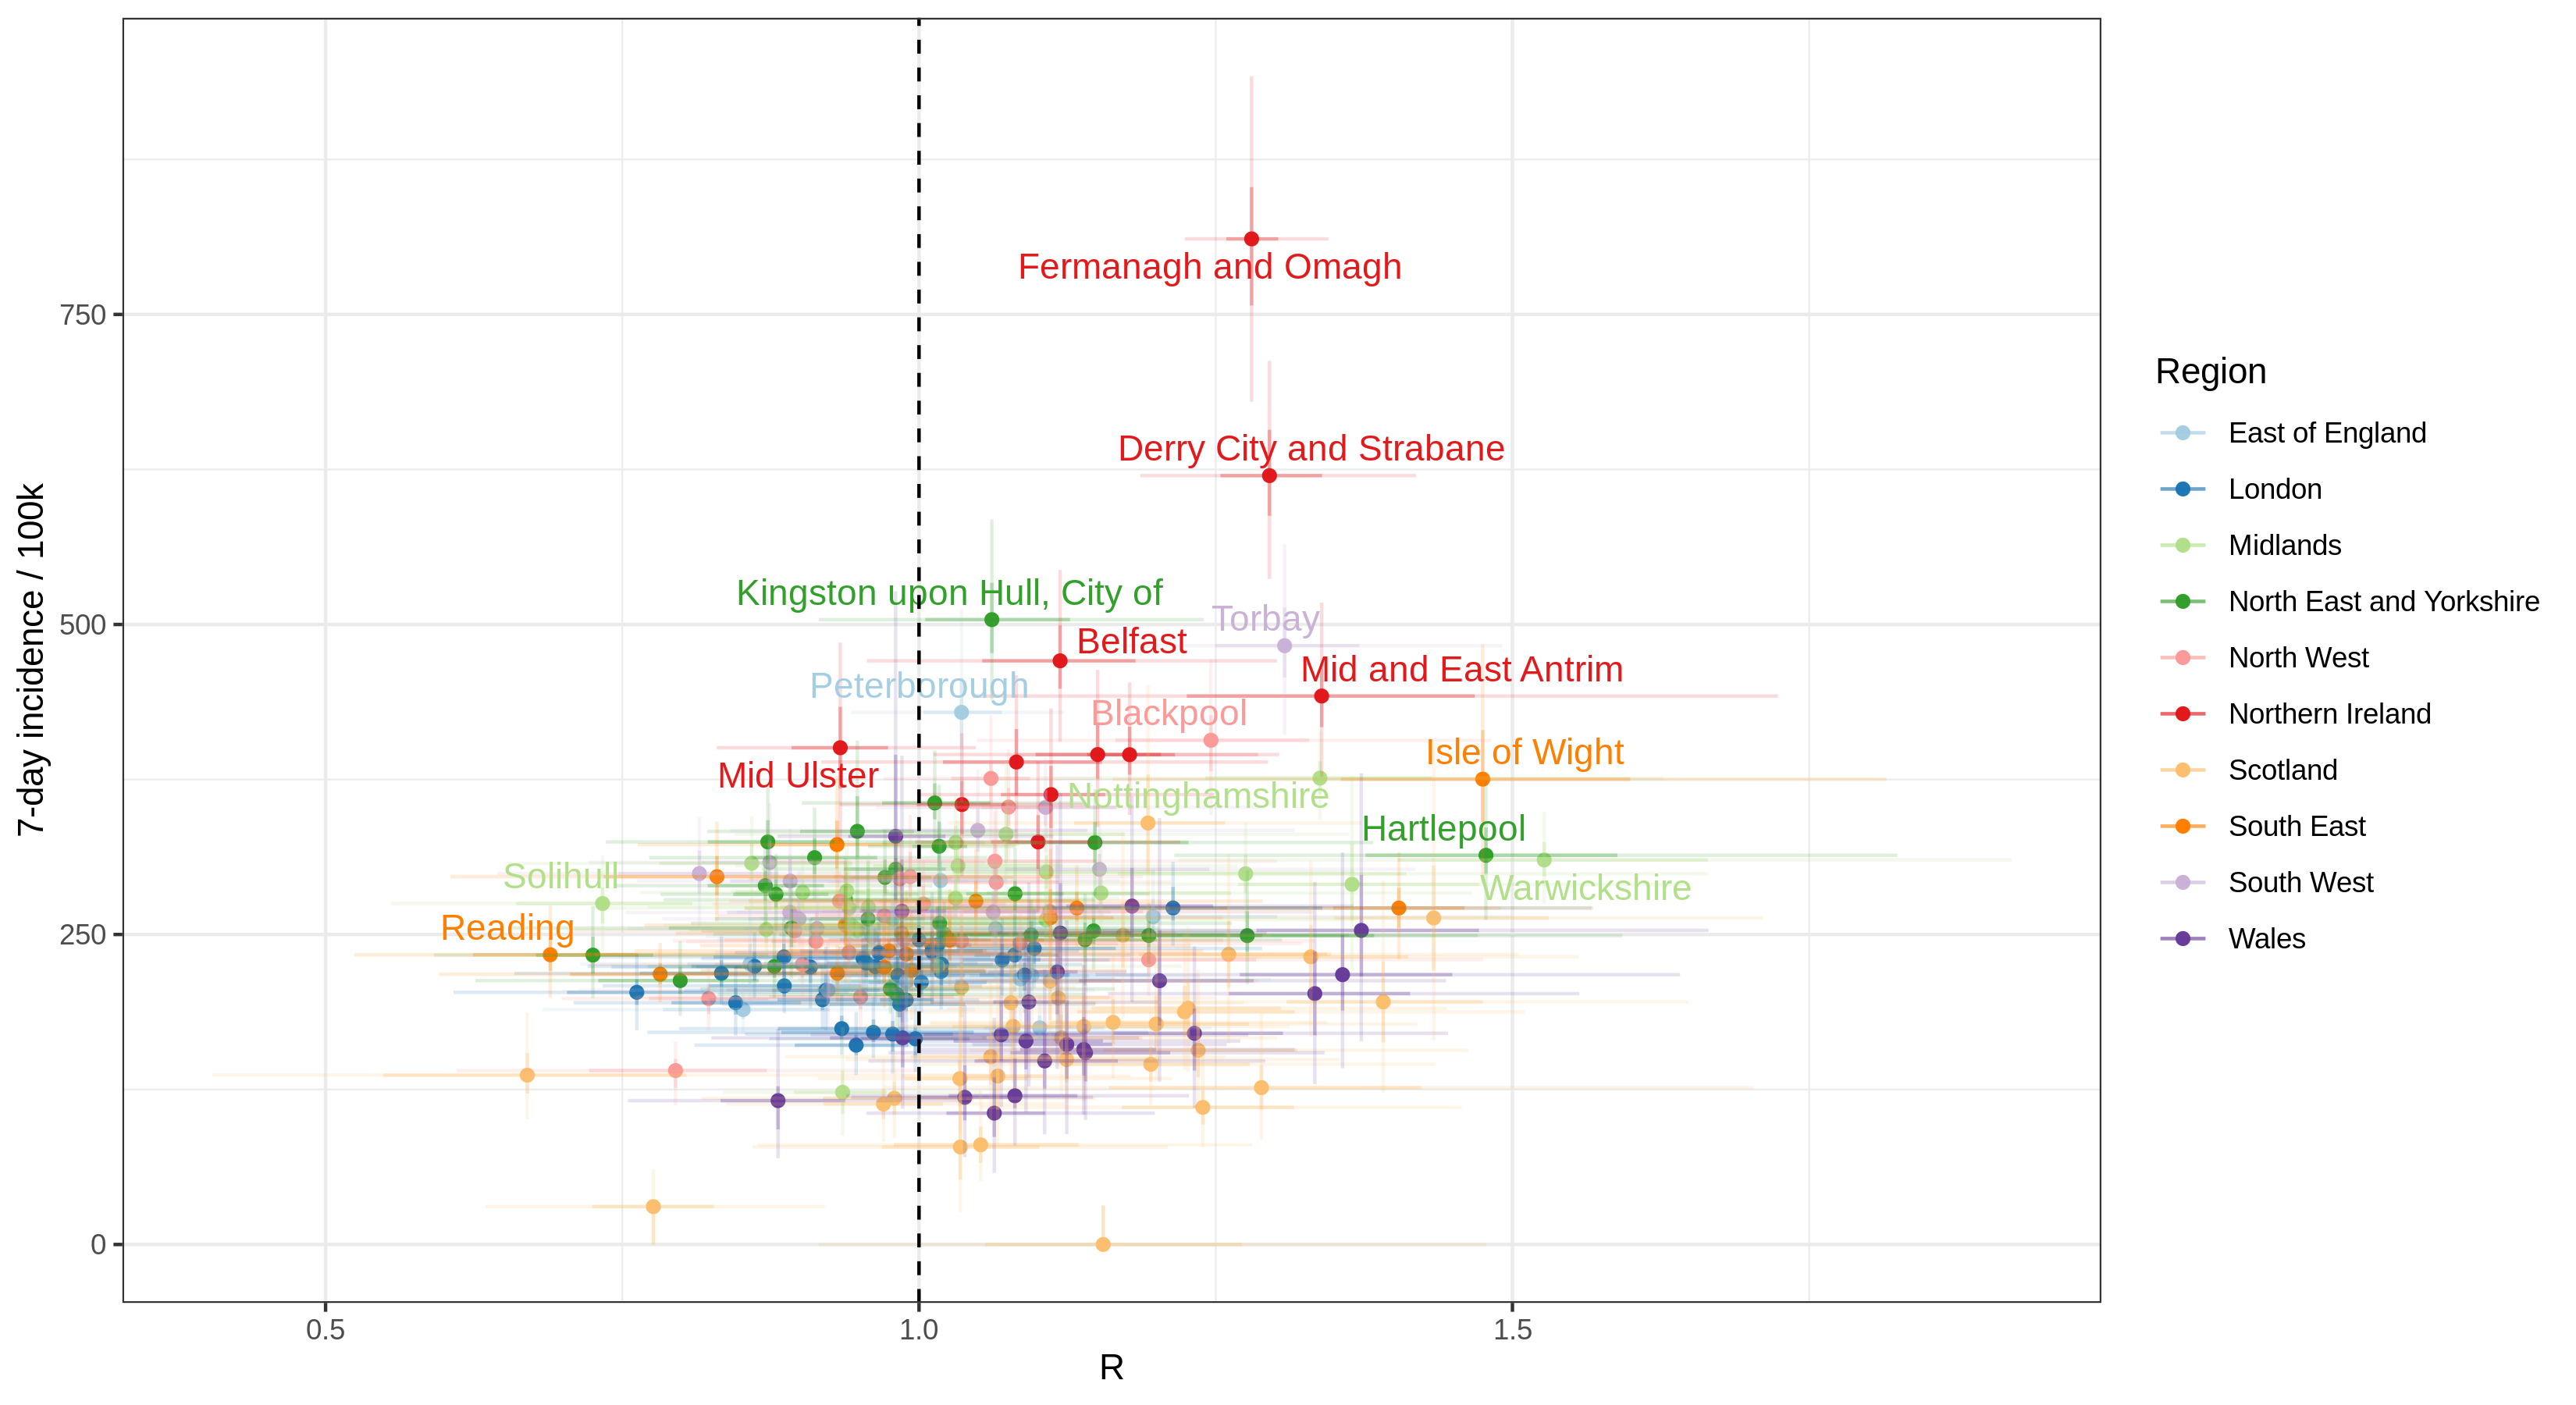 Fermanagh and Omagh
750
Derry City and Strabane
Kingston upon Hull, City of
Torbay
500
Belfast
Mid and East Antrim
Peterborough
Blackpool
Isle of Wight
Mid Ulster
Nottinghamshire
Hartlepool
Solihull
Warwickshire
Reading
250
0
7-day incidence / 100k
0.5
1.0
1.5
R
Region
East of England
London
Midlands
North East and Yorkshire
North West
Northern Ireland
Scotland
South East
South West
Wales